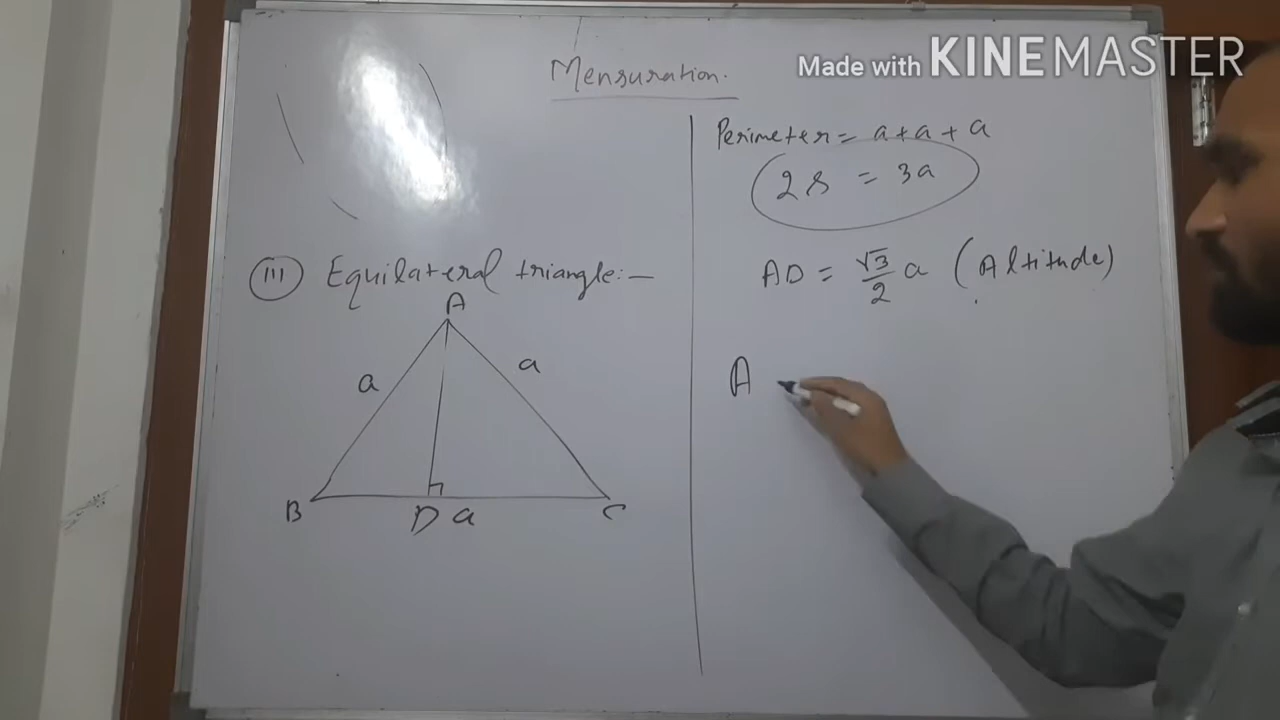 Made with KINEMASTER
Mensuration.
Perimeter = a+a+a
2s = 3a
(III) Equilateral triangle:—
AD = √3/2 a (Altitude)
A
A
a
a
B
D a
C